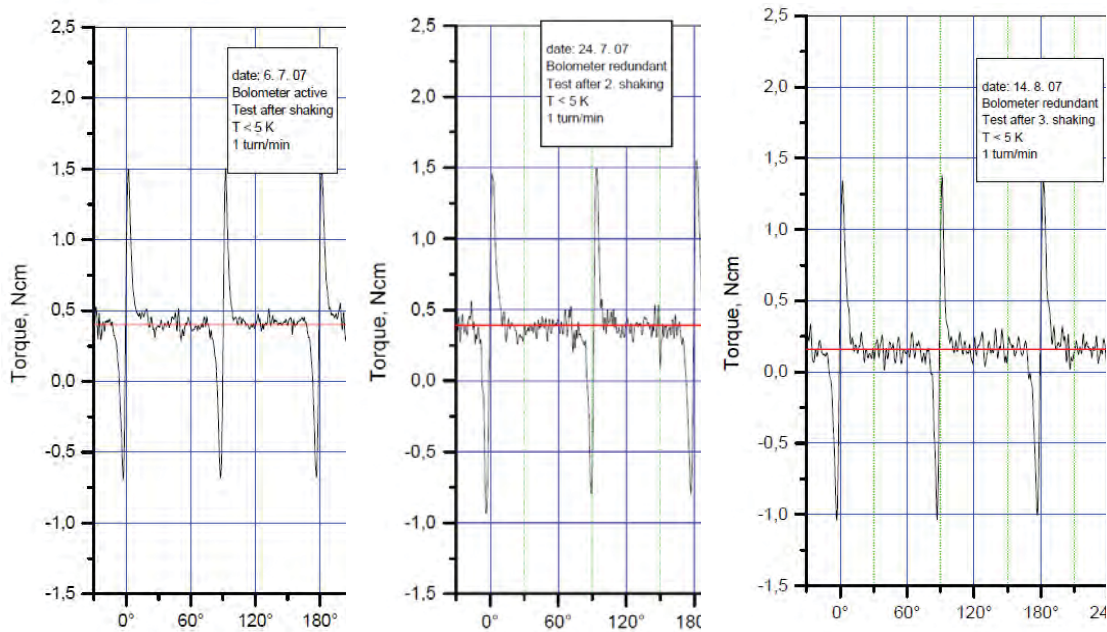 2,5
2,0
1,5
1,0
0,5
0,0
-0,5
-1,0
-1,5
Torque, Ncm
0° 60° 120° 180°
date: 6. 7. 07
Bolometer active
Test after shaking
T < 5 K
1 turn/min
2,5
2,0
1,5
1,0
0,5
0,0
-0,5
-1,0
-1,5
Torque, Ncm
0° 60° 120°
date: 24. 7. 07
Bolometer redundant
Test after 2. shaking
T < 5 K
1 turn/min
2,5
2,0
1,5
1,0
0,5
0,0
-0,5
-1,0
-1,5
Torque, Ncm
0° 60° 120° 180°
date: 14. 8. 07
Bolometer redundant
Test after 3. shaking
T < 5 K
1 turn/min